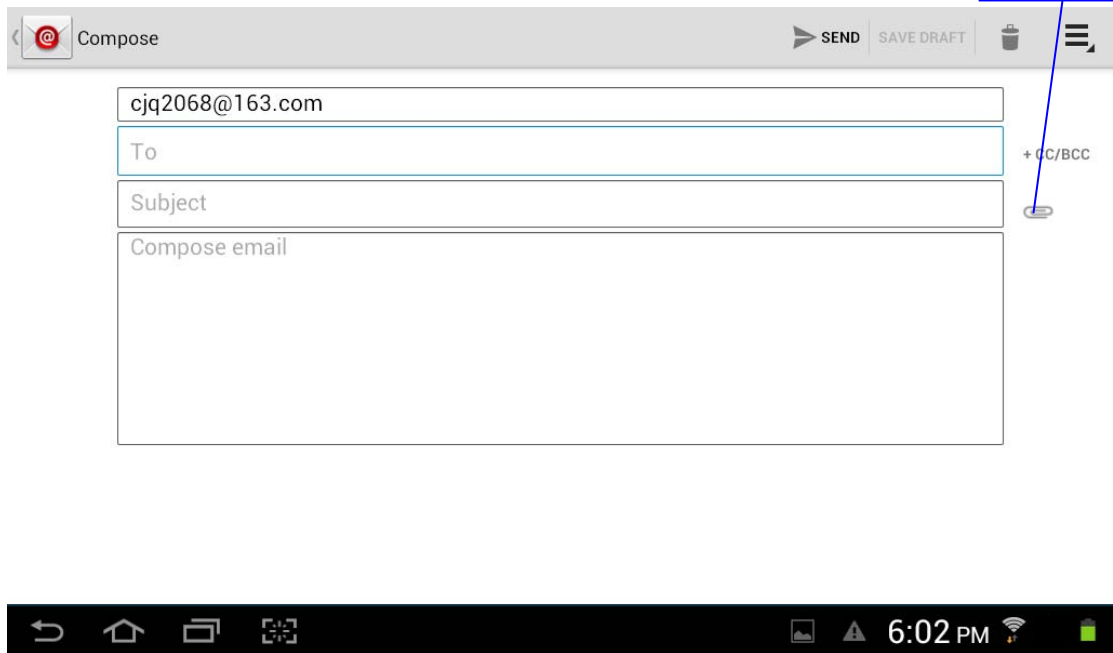 Compose
SEND
SAVE DRAFT
cjq2068@163.com
To
+ CC/BCC
Subject
Compose email
6:02 PM